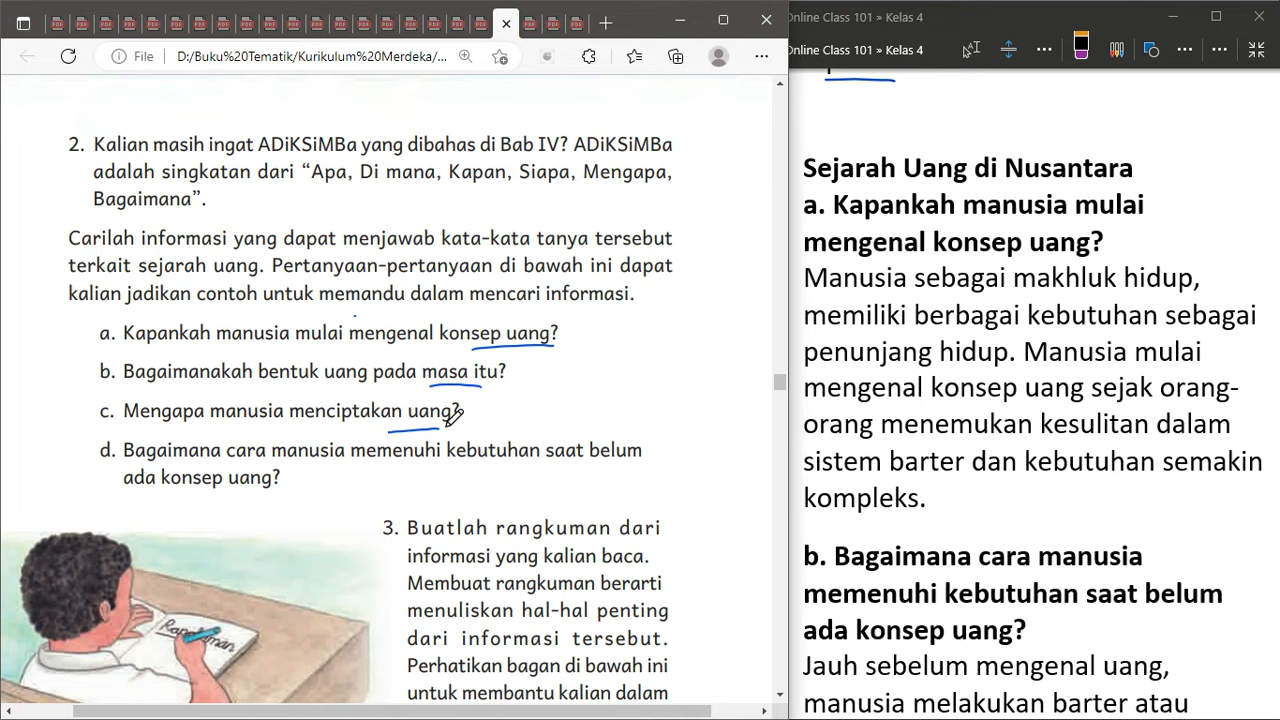 File
D:/Buku%20Tematik/Kurikulum%20Merdeka/...
2. Kalian masih ingat ADiKSiMBa yang dibahas di Bab IV? ADiKSiMBa
adalah singkatan dari “Apa, Di mana, Kapan, Siapa, Mengapa,
Bagaimana”.
Carilah informasi yang dapat menjawab kata-kata tanya tersebut
terkait sejarah uang. Pertanyaan-pertanyaan di bawah ini dapat
kalian jadikan contoh untuk memandu dalam mencari informasi.
a. Kapankah manusia mulai mengenal konsep uang?
b. Bagaimanakah bentuk uang pada masa itu?
c. Mengapa manusia menciptakan uang?
d. Bagaimana cara manusia memenuhi kebutuhan saat belum
ada konsep uang?
Rangkuman
3. Buatlah rangkuman dari
informasi yang kalian baca.
Membuat rangkuman berarti
menuliskan hal-hal penting
dari informasi tersebut.
Perhatikan bagan di bawah ini
untuk membantu kalian dalam
Online Class 101 » Kelas 4
Online Class 101 » Kelas 4
Sejarah Uang di Nusantara
a. Kapankah manusia mulai
mengenal konsep uang?
Manusia sebagai makhluk hidup,
memiliki berbagai kebutuhan sebagai
penunjang hidup. Manusia mulai
mengenal konsep uang sejak orang-
orang menemukan kesulitan dalam
sistem barter dan kebutuhan semakin
kompleks.
b. Bagaimana cara manusia
memenuhi kebutuhan saat belum
ada konsep uang?
Jauh sebelum mengenal uang,
manusia melakukan barter atau